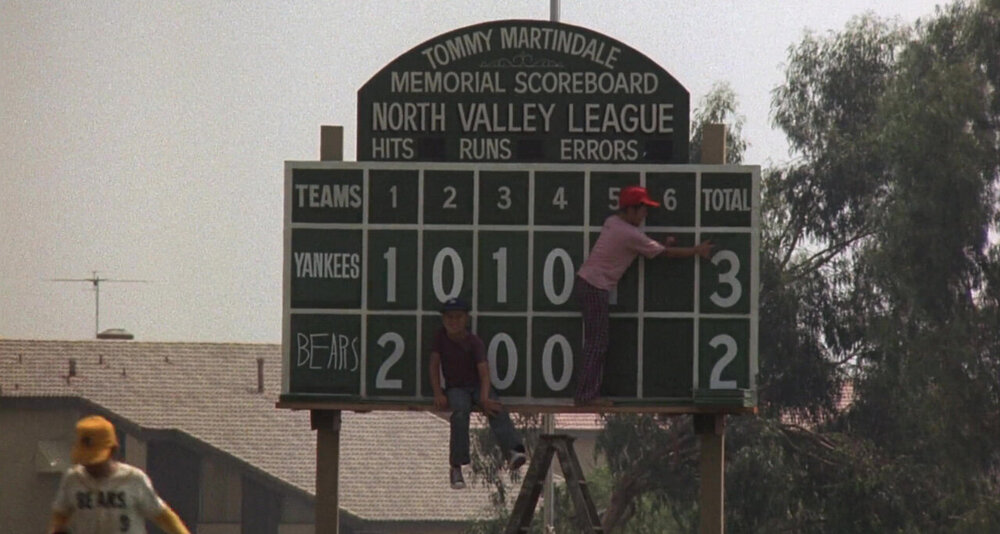 TOMMY MARTINDALE
MEMORIAL SCOREBOARD
NORTH VALLEY LEAGUE
HITS RUNS ERRORS
TEAMS 1 2 3 4 5 6 TOTAL
YANKEES 1 0 1 0 3
BEARS 2 0 0 2
BEARS
9